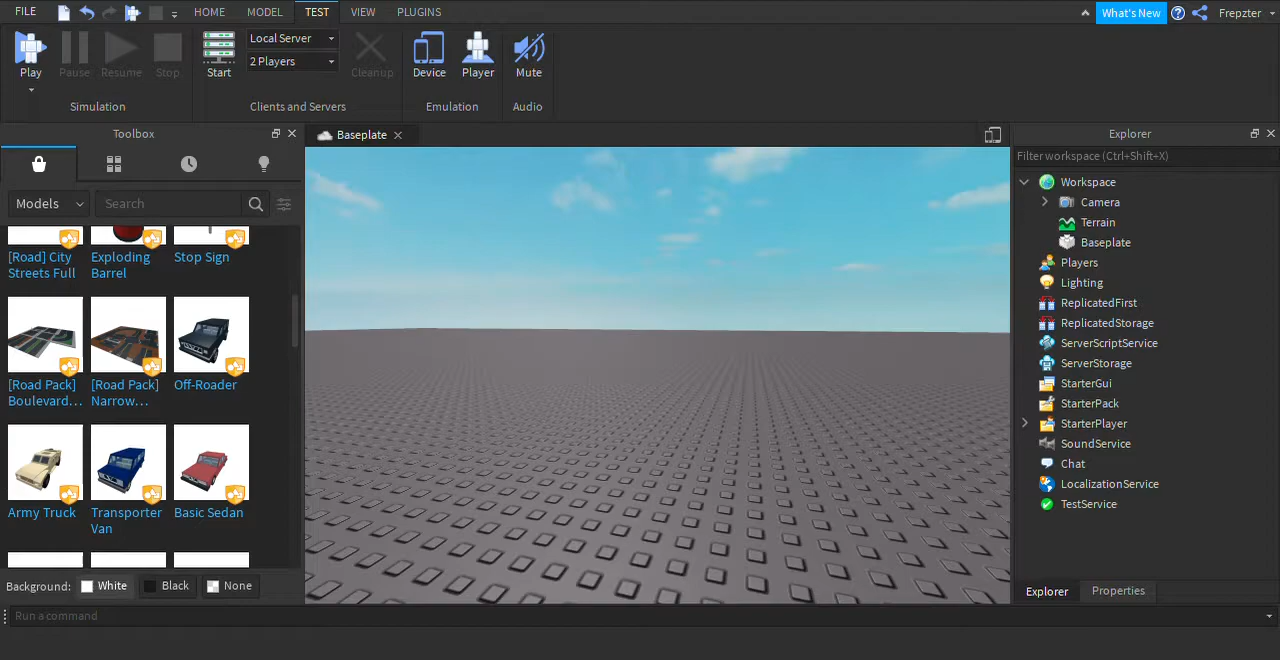 FILE
HOME
MODEL
TEST
VIEW
PLUGINS
What's New
Frepzter
Play
Pause
Resume
Stop
Simulation
Start
Local Server
2 Players
Cleanup
Clients and Servers
Device
Player
Emulation
Mute
Audio
Toolbox
Models
Search
[Road] City
Streets Full
Exploding
Barrel
Stop Sign
[Road Pack]
Boulevard...
[Road Pack]
Narrow...
Off-Roader
Army Truck
Transporter
Van
Basic Sedan
Background:
White
Black
None
Baseplate
Explorer
Filter workspace (Ctrl+Shift+X)
Workspace
Camera
Terrain
Baseplate
Players
Lighting
ReplicatedFirst
ReplicatedStorage
ServerScriptService
ServerStorage
StarterGui
StarterPack
StarterPlayer
SoundService
Chat
LocalizationService
TestService
Explorer
Properties
Run a command